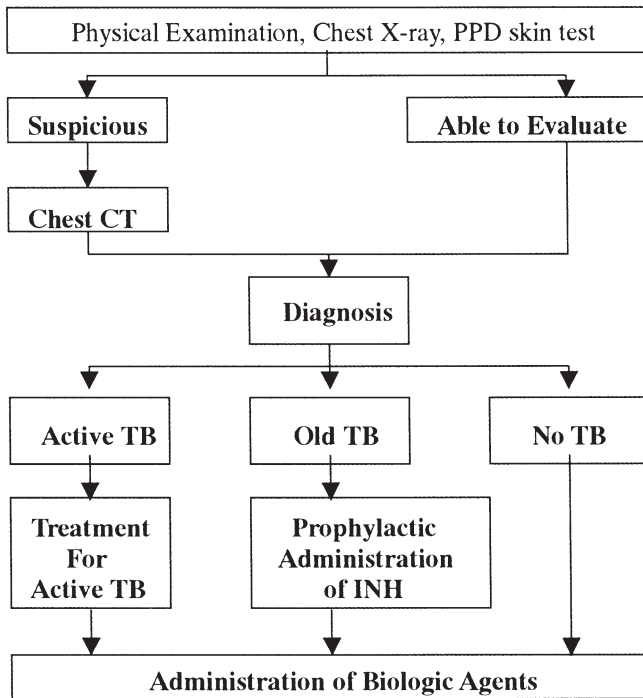 Physical Examination, Chest X-ray, PPD skin test
Suspicious
Able to Evaluate
Chest CT
Diagnosis
Active TB
Old TB
No TB
Treatment
For
Active TB
Prophylactic
Administration
of INH
Administration of Biologic Agents